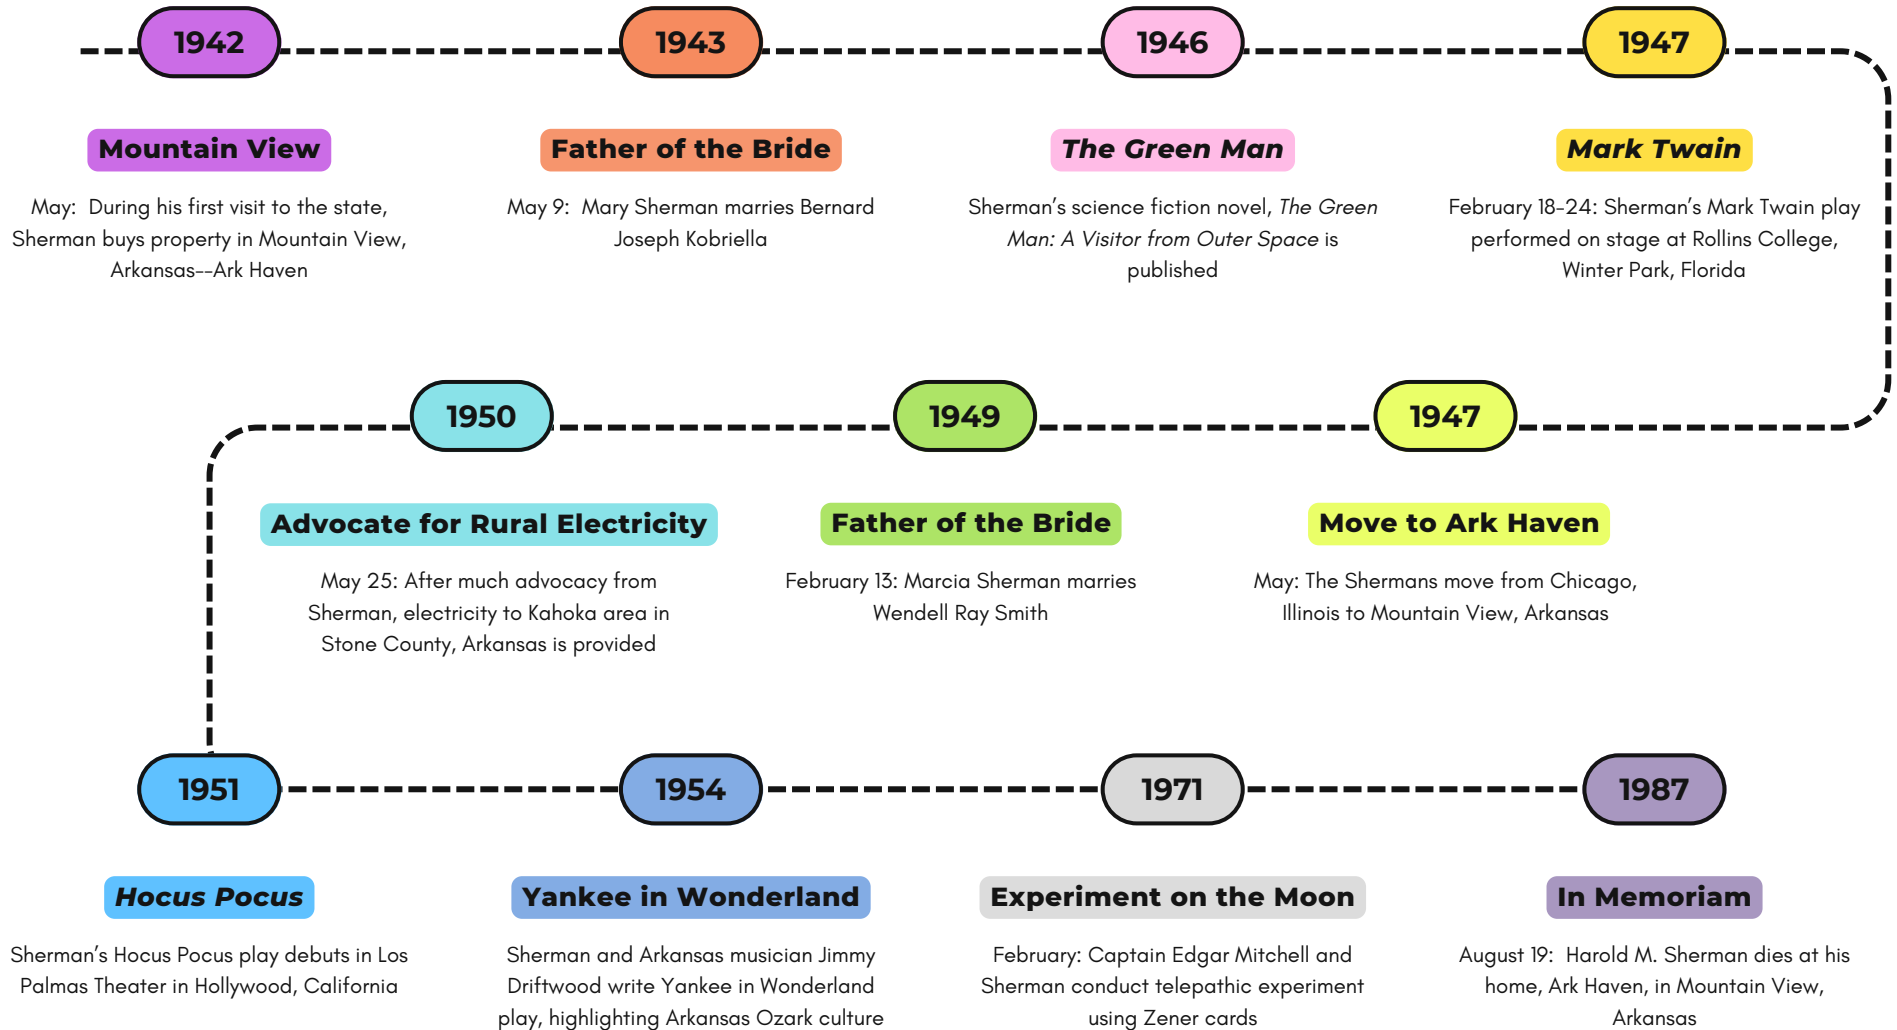 1942
Mountain View
May:  During his first visit to the state,
Sherman buys property in Mountain View,
Arkansas--Ark Haven
1943
Father of the Bride
May 9:  Mary Sherman marries Bernard
Joseph Kobriella
1946
The Green Man
Sherman's science fiction novel, The Green
Man: A Visitor from Outer Space is
published
1947
Mark Twain
February 18-24: Sherman's Mark Twain play
performed on stage at Rollins College,
Winter Park, Florida
1947
Move to Ark Haven
May: The Shermans move from Chicago,
Illinois to Mountain View, Arkansas
1949
Father of the Bride
February 13: Marcia Sherman marries
Wendell Ray Smith
1950
Advocate for Rural Electricity
May 25: After much advocacy from
Sherman, electricity to Kahoka area in
Stone County, Arkansas is provided
1951
Hocus Pocus
Sherman's Hocus Pocus play debuts in Los
Palmas Theater in Hollywood, California
1954
Yankee in Wonderland
Sherman and Arkansas musician Jimmy
Driftwood write Yankee in Wonderland
play, highlighting Arkansas Ozark culture
1971
Experiment on the Moon
February: Captain Edgar Mitchell and
Sherman conduct telepathic experiment
using Zener cards
1987
In Memoriam
August 19:  Harold M. Sherman dies at his
home, Ark Haven, in Mountain View,
Arkansas